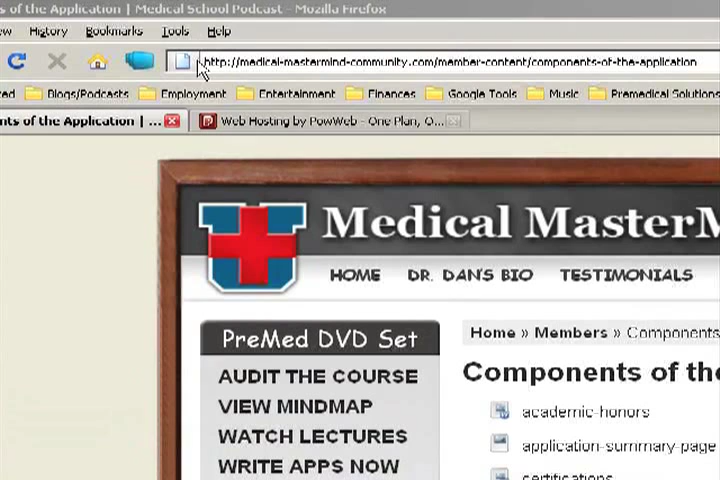 s of the Application | Medical School Podcast - Mozilla Firefox
ew History Bookmarks Tools Help
http://medical-mastermind-community.com/member-content/components-of-the-application
ed Blogs/Podcasts Employment Entertainment Finances Google Tools Music Premedical Solutions
nts of the Application | ... Web Hosting by PowWeb - One Plan, O...
Medical MasterM
HOME DR. DAN'S BIO TESTIMONIALS
PreMed DVD Set
AUDIT THE COURSE
VIEW MINDMAP
WATCH LECTURES
WRITE APPS NOW
Home » Members » Components
Components of the
academic-honors
application-summary-page
certifications